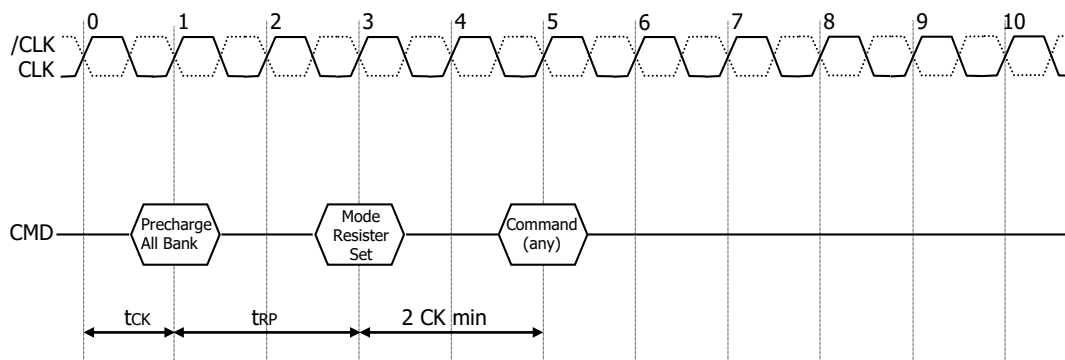 0 1 2 3 4 5 6 7 8 9 10
/CLK
CLK
CMD
Precharge
All Bank
Mode
Resister
Set
Command
(any)
tCK tRP 2 CK min